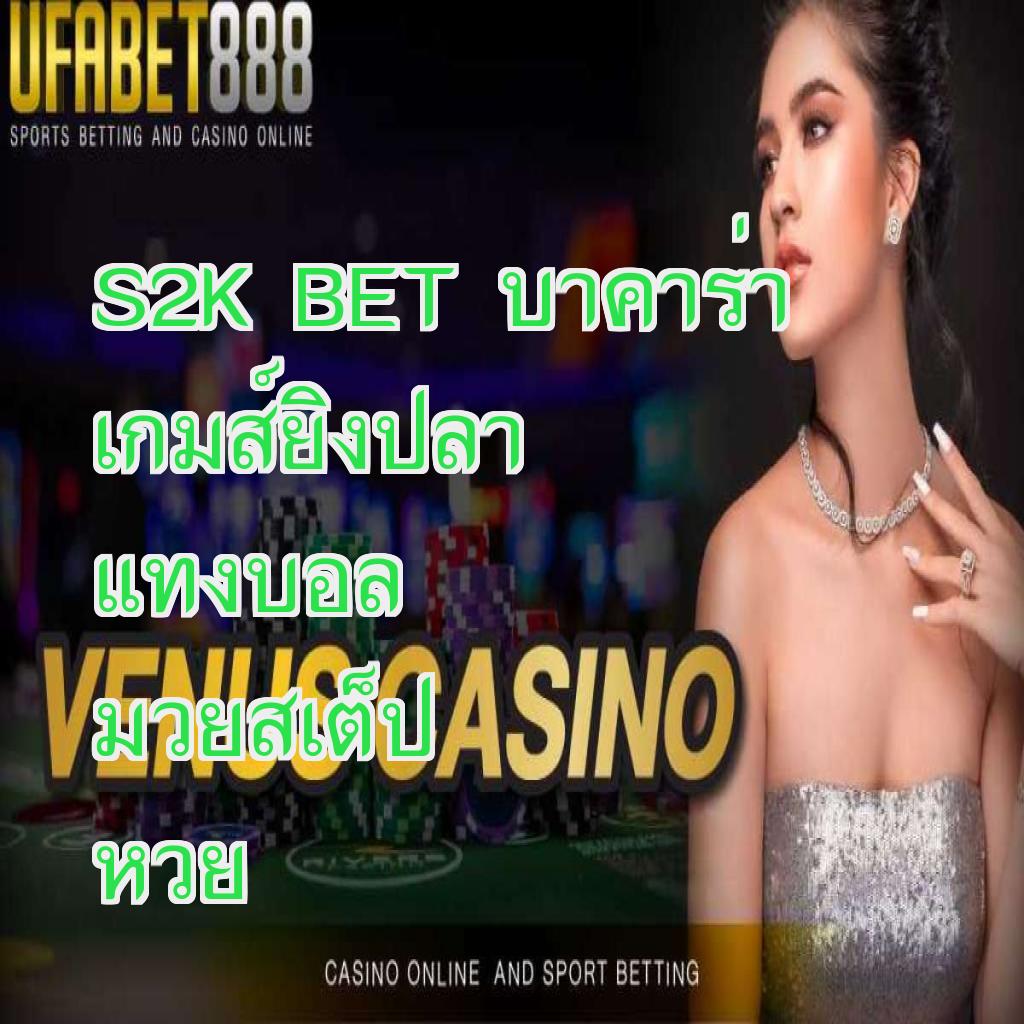 UFABET888
SPORTS BETTING AND CASINO ONLINE
S2K BET บาคาร่า
เกมส์ยิงปลา
แทงบอล
VENUS CASINO
มวยสเต็ป
หวย
CASINO ONLINE AND SPORT BETTING